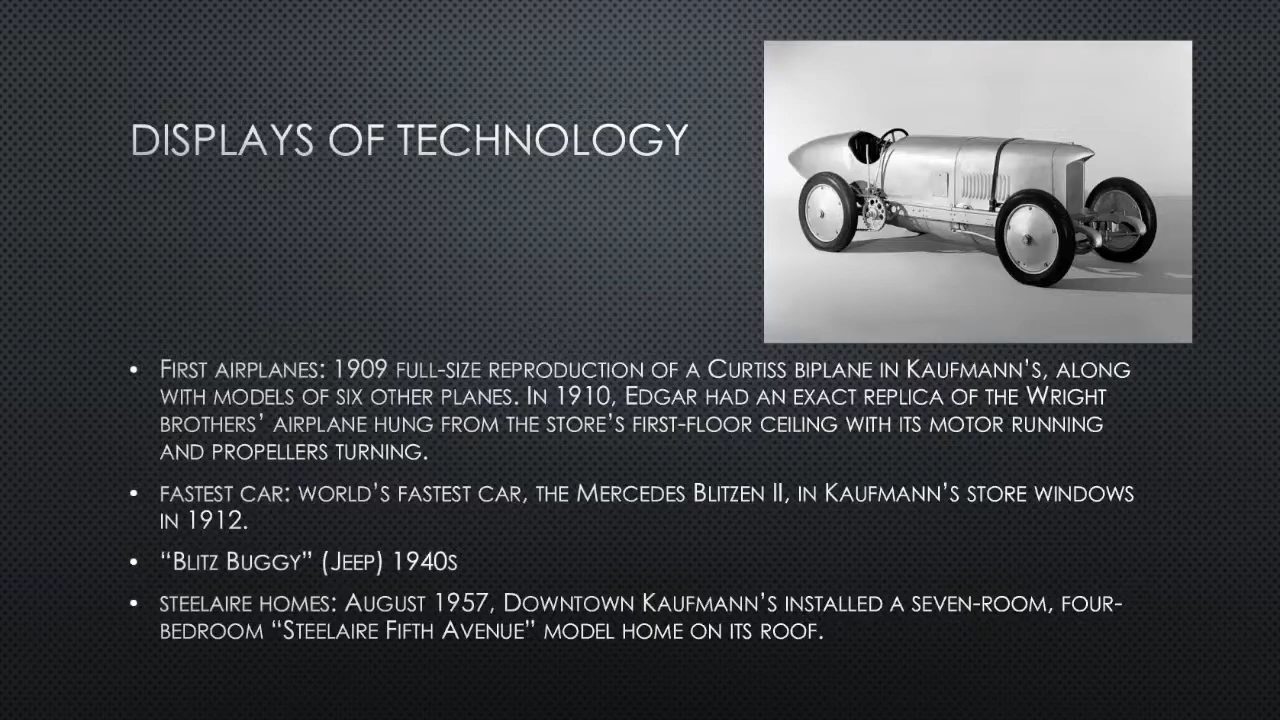 DISPLAYS OF TECHNOLOGY
• First airplanes: 1909 full-size reproduction of a Curtiss biplane in Kaufmann’s, along
with models of six other planes. In 1910, Edgar had an exact replica of the Wright
brothers’ airplane hung from the store’s first-floor ceiling with its motor running
and propellers turning.
• fastest car: world’s fastest car, the Mercedes Blitzen II, in Kaufmann’s store windows
in 1912.
• “Blitz Buggy” (Jeep) 1940s
• steelaire homes: August 1957, Downtown Kaufmann’s installed a seven-room, four-
bedroom “Steelaire Fifth Avenue” model home on its roof.